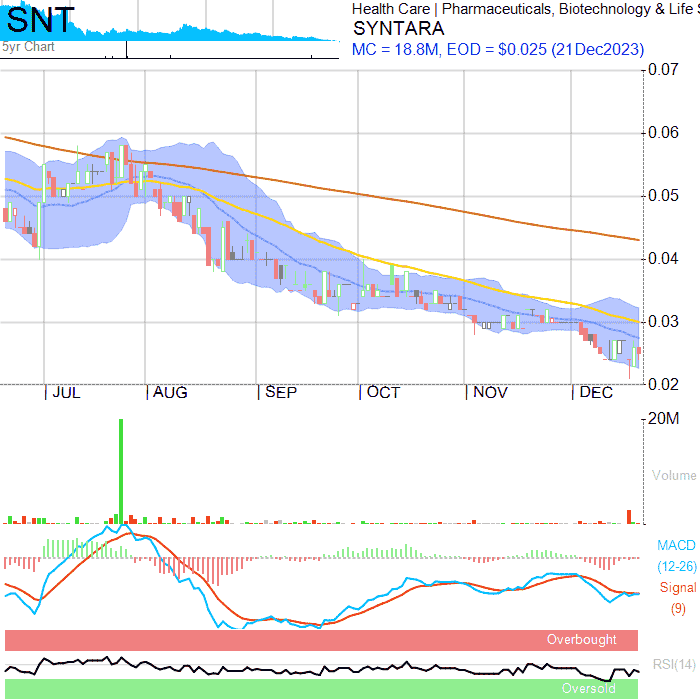 SNT
5yr Chart
Health Care | Pharmaceuticals, Biotechnology & Life S
SYNTARA
MC = 18.8M, EOD = $0.025 (21Dec2023)
0.07
0.06
0.05
0.04
0.03
0.02
JUL AUG SEP OCT NOV DEC
20M
Volume
MACD
(12-26)
Signal
(9)
Overbought
RSI(14)
Oversold